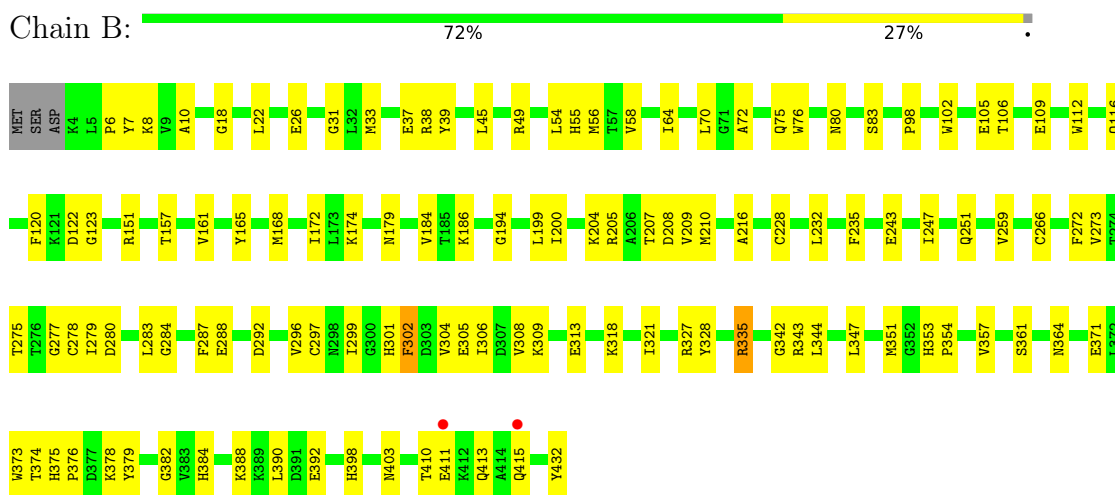 Chain B:
72% 27% •
MET SER ASP K4 L5 P6 Y7 K8 V9 A10 G18 L22 E26 G31 L32 M33 E37 R38 Y39 L45 R49 L54 H55 M56 T57 V58 I64 L70 G71 A72 Q75 W76 N80 S83 P98 W102 E105 T106 E109 W112
F120 K121 D122 G123 R151 T157 V161 Y165 M168 I172 L173 K174 N179 V184 T185 K186 G194 L199 I200 K204 R205 A206 T207 D208 V209 M210 A216 C228 L232 F235 E243 I247 Q251 V259 C266 F272 V273 T274
T275 T276 G277 C278 I279 D280 L283 G284 F287 E288 D292 V296 C297 N298 I299 G300 H301 F302 D303 V304 E305 I306 D307 V308 K309 E313 K318 I321 R327 Y328 R335 G342 R343 L344 L347 M351 G352 H353 P354 V357 S361 N364 E371 L372
W373 T374 H375 P376 D377 K378 Y379 G382 V383 H384 K388 K389 L390 D391 E392 H398 N403 T410 E411 K412 Q413 A414 Q415 Y432